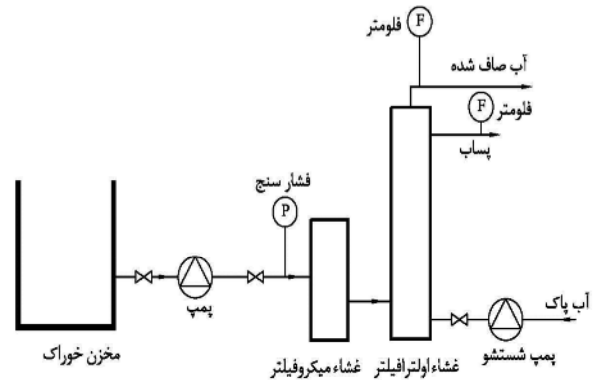 فلومتر
F
آب صاف شده
F
فلومتر
پساب
فشار سنج
P
آب پاک
پمپ
مخزن خوراک
غشاء میکروفیلتر
غشاء اولترافیلتر
پمپ شستشو